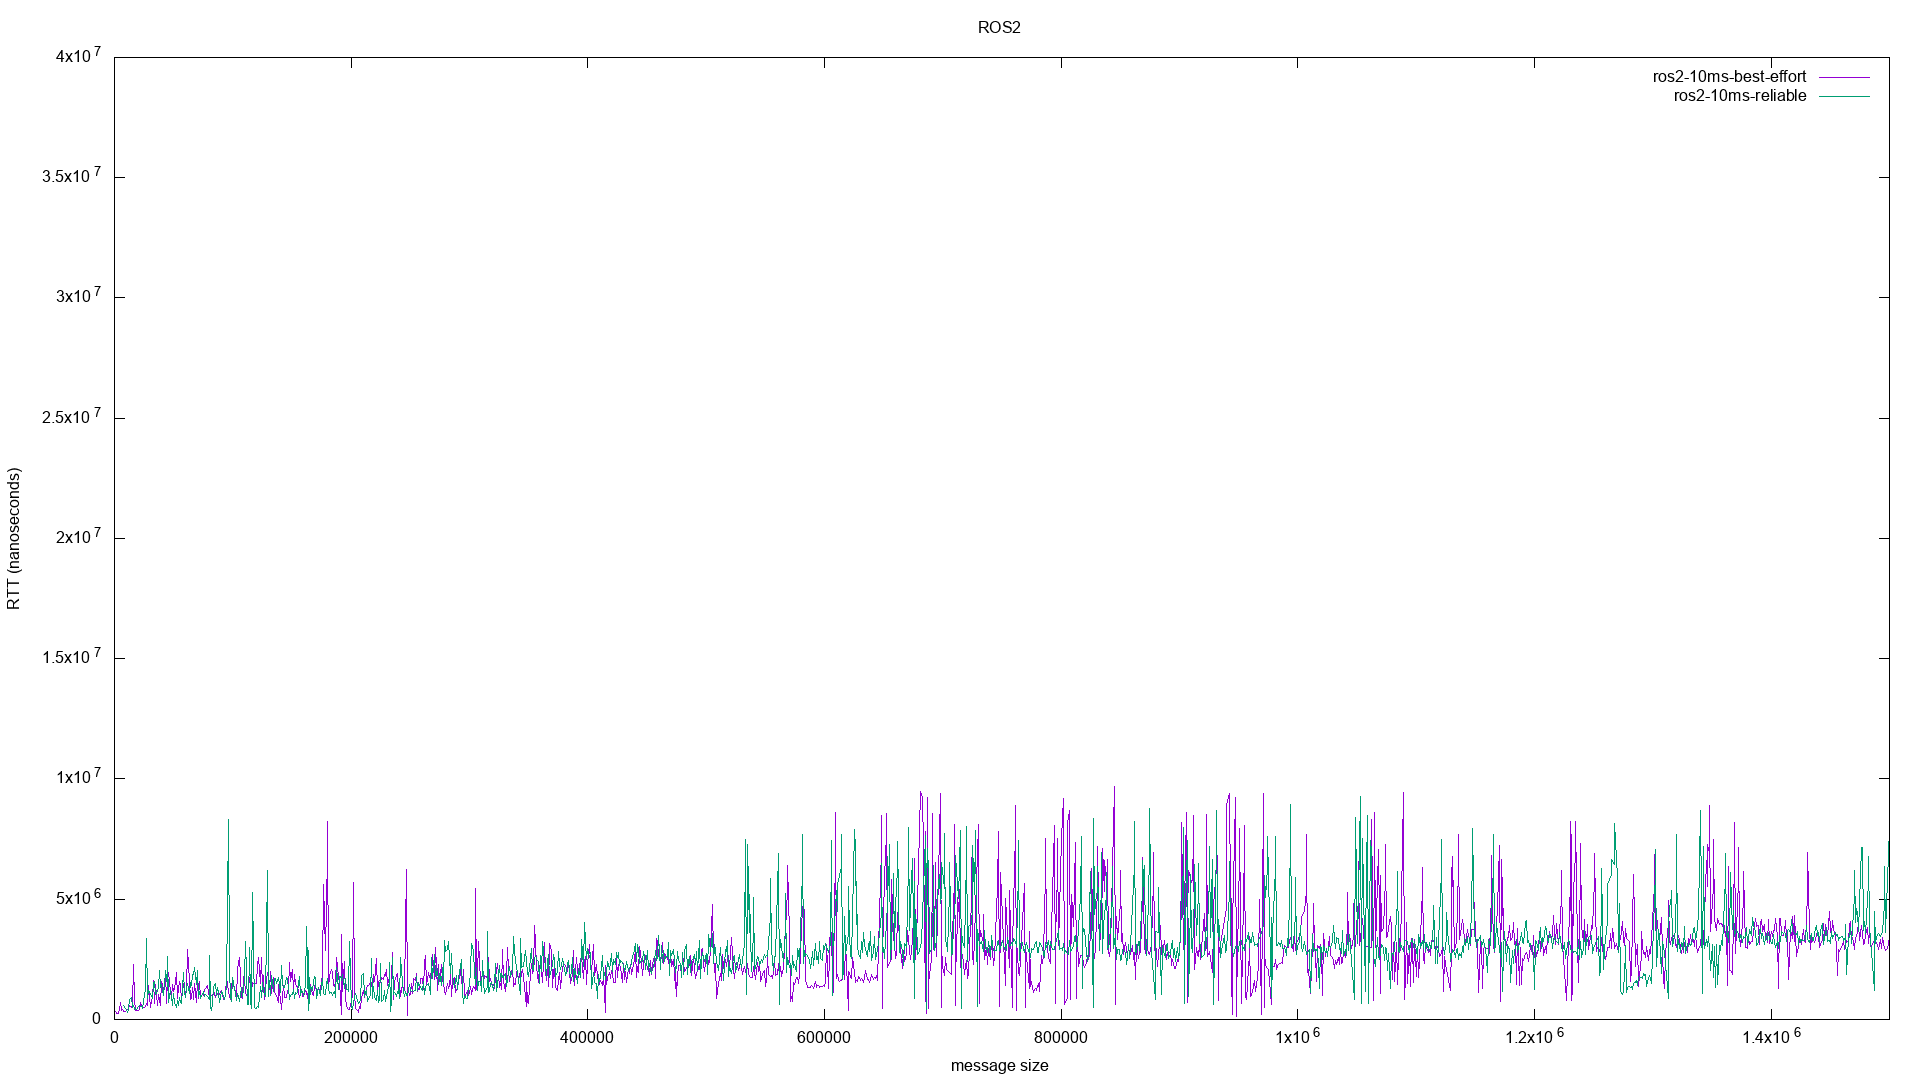 ROS2
4x10 7
3.5x10 7
3x10 7
2.5x10 7
2x10 7
1.5x10 7
1x10 7
5x10 6
0
RTT (nanoseconds)
ros2-10ms-best-effort
ros2-10ms-reliable
0 200000 400000 600000 800000 1x10 6 1.2x10 6 1.4x10 6
message size